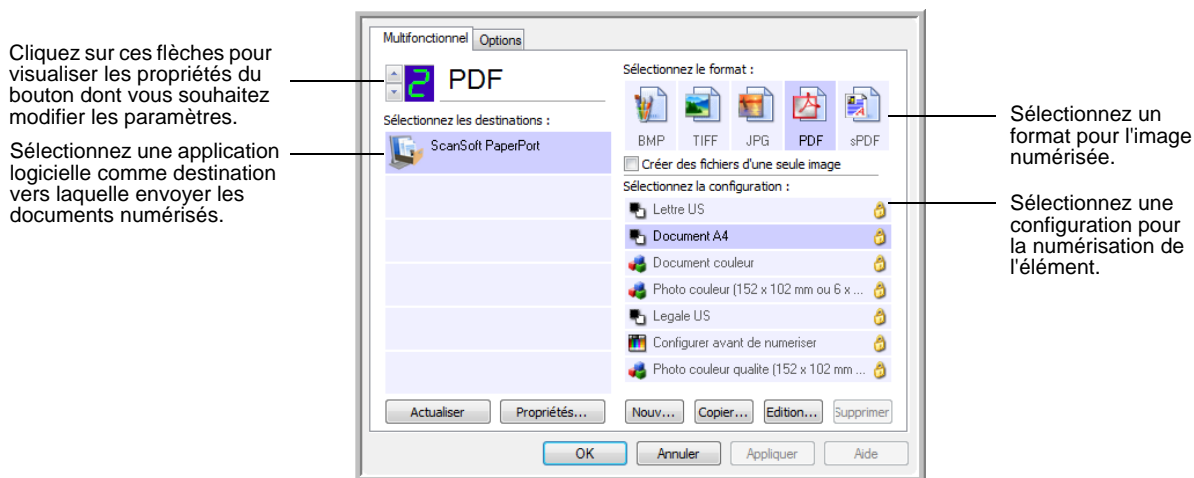 Cliquez sur ces flèches pour
visualiser les propriétés du
bouton dont vous souhaitez
modifier les paramètres.
Sélectionnez une application
logicielle comme destination
vers laquelle envoyer les
documents numérisés.
Multifonctionnel
Options
2
PDF
Sélectionnez les destinations :
ScanSoft PaperPort
Actualiser
Propriétés...
Sélectionnez le format :
BMP
TIFF
JPG
PDF
sPDF
Créer des fichiers d'une seule image
Sélectionnez la configuration :
Lettre US
Document A4
Document couleur
Photo couleur (152 x 102 mm ou 6 x ...
Legale US
Configurer avant de numeriser
Photo couleur qualite (152 x 102 mm ...
Nouv...
Copier...
Edition...
Supprimer
OK
Annuler
Appliquer
Aide
Sélectionnez un
format pour l'image
numérisée.
Sélectionnez une
configuration pour
la numérisation de
l'élément.